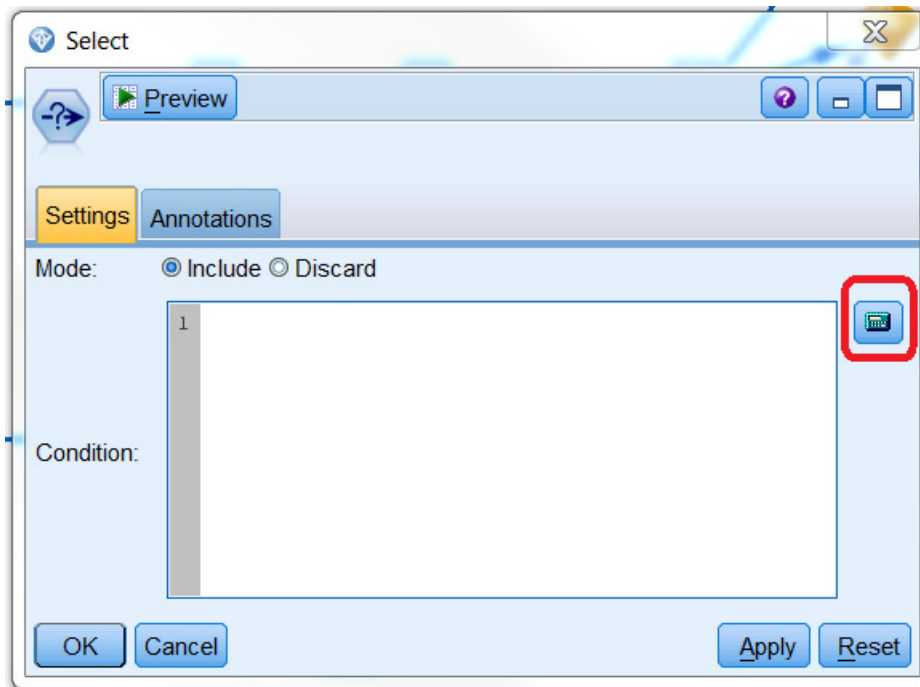 Select
Preview
Settings Annotations
Mode: Include Discard
1
Condition:
OK Cancel Apply Reset